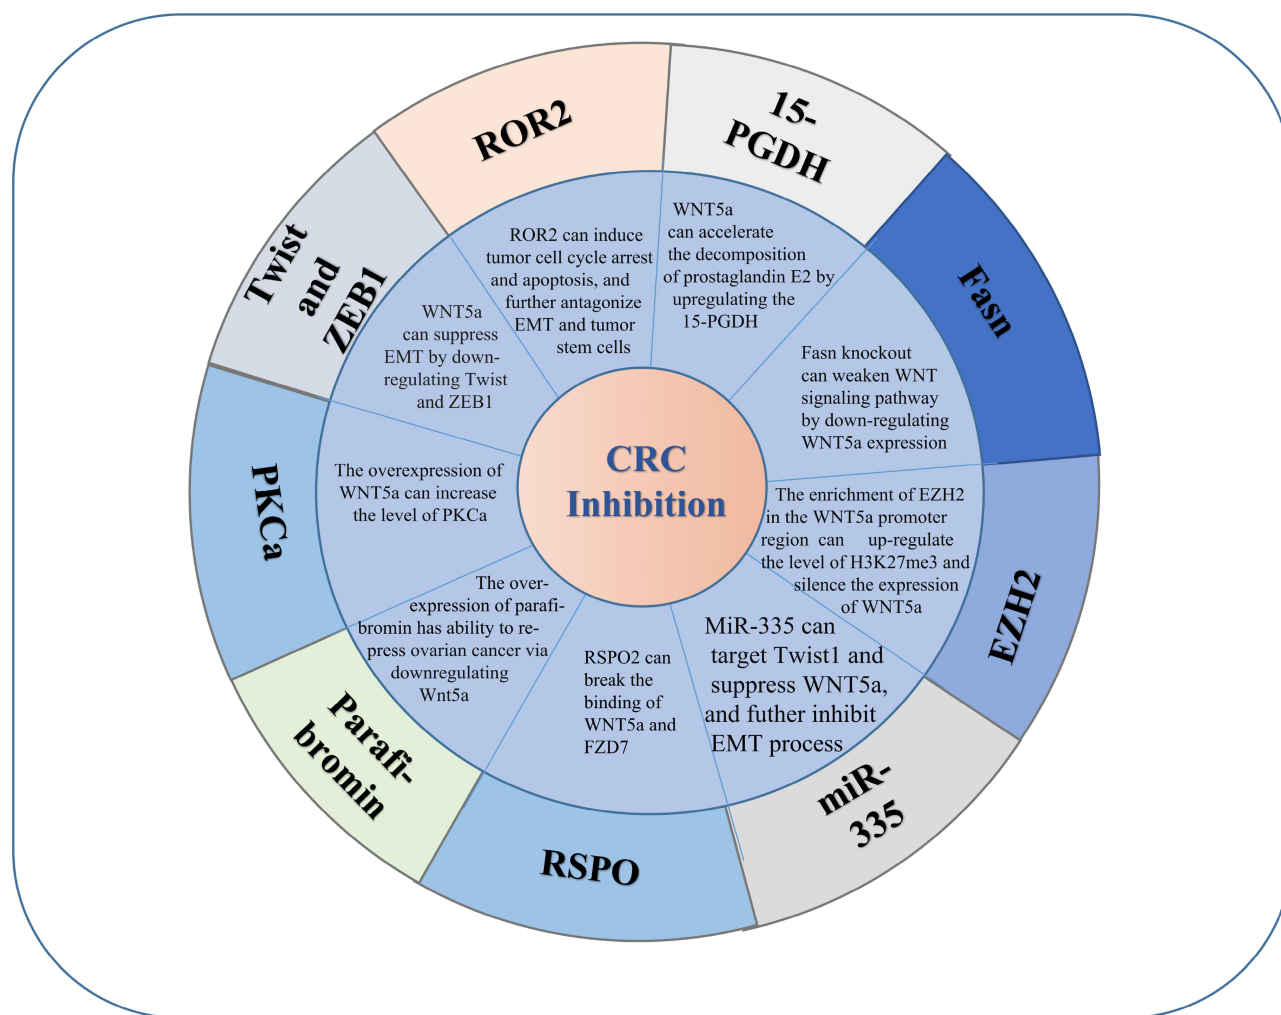 ROR2
ROR2 can induce
tumor cell cycle arrest
and apoptosis, and
further antagonize
EMT and tumor
stem cells
15-
PGDH
WNT5a
can accelerate
the decomposition
of prostaglandin E2 by
upregulating the
15-PGDH
Fasn
Fasn knockout
can weaken WNT
signaling pathway
by down-regulating
WNT5a expression
EZH2
The enrichment of EZH2
in the WNT5a promoter
region can up-regulate
the level of H3K27me3 and
silence the expression
of WNT5a
miR-
335
MiR-335 can
target Twist1 and
suppress WNT5a,
and futher inhibit
EMT process
RSPO
RSPO2 can
break the
binding of
WNT5a and
FZD7
Parafi-
bromin
The over-
expression of parafi-
bromin has ability to re-
press ovarian cancer via
downregulating
Wnt5a
PKCa
The overexpression of
WNT5a can increase
the level of PKCa
Twist
and
ZEB1
WNT5a
can suppress
EMT by down-
regulating Twist
and ZEB1
CRC
Inhibition